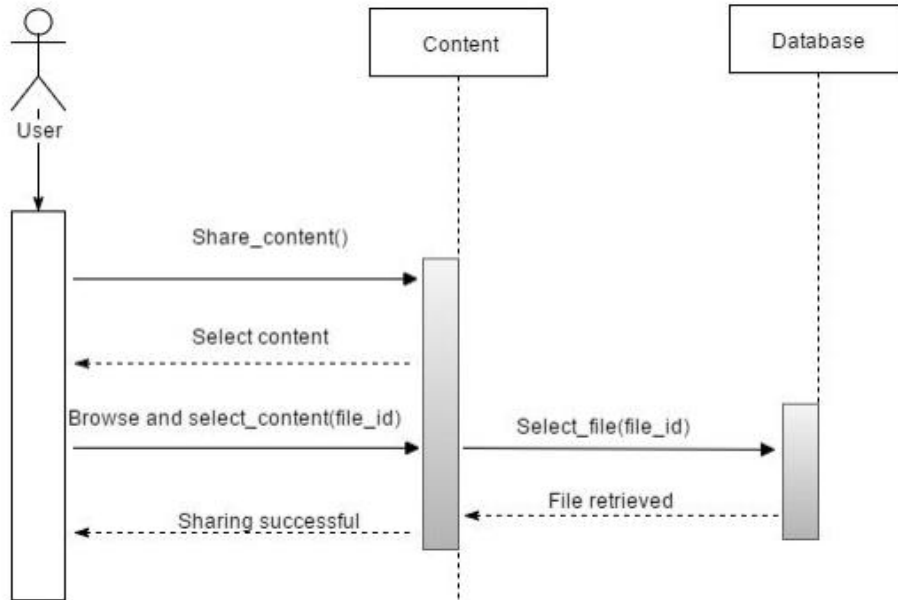 Content
Database
User
Share_content()
Select content
Browse and select_content(file_id)
Select_file(file_id)
File retrieved
Sharing successful